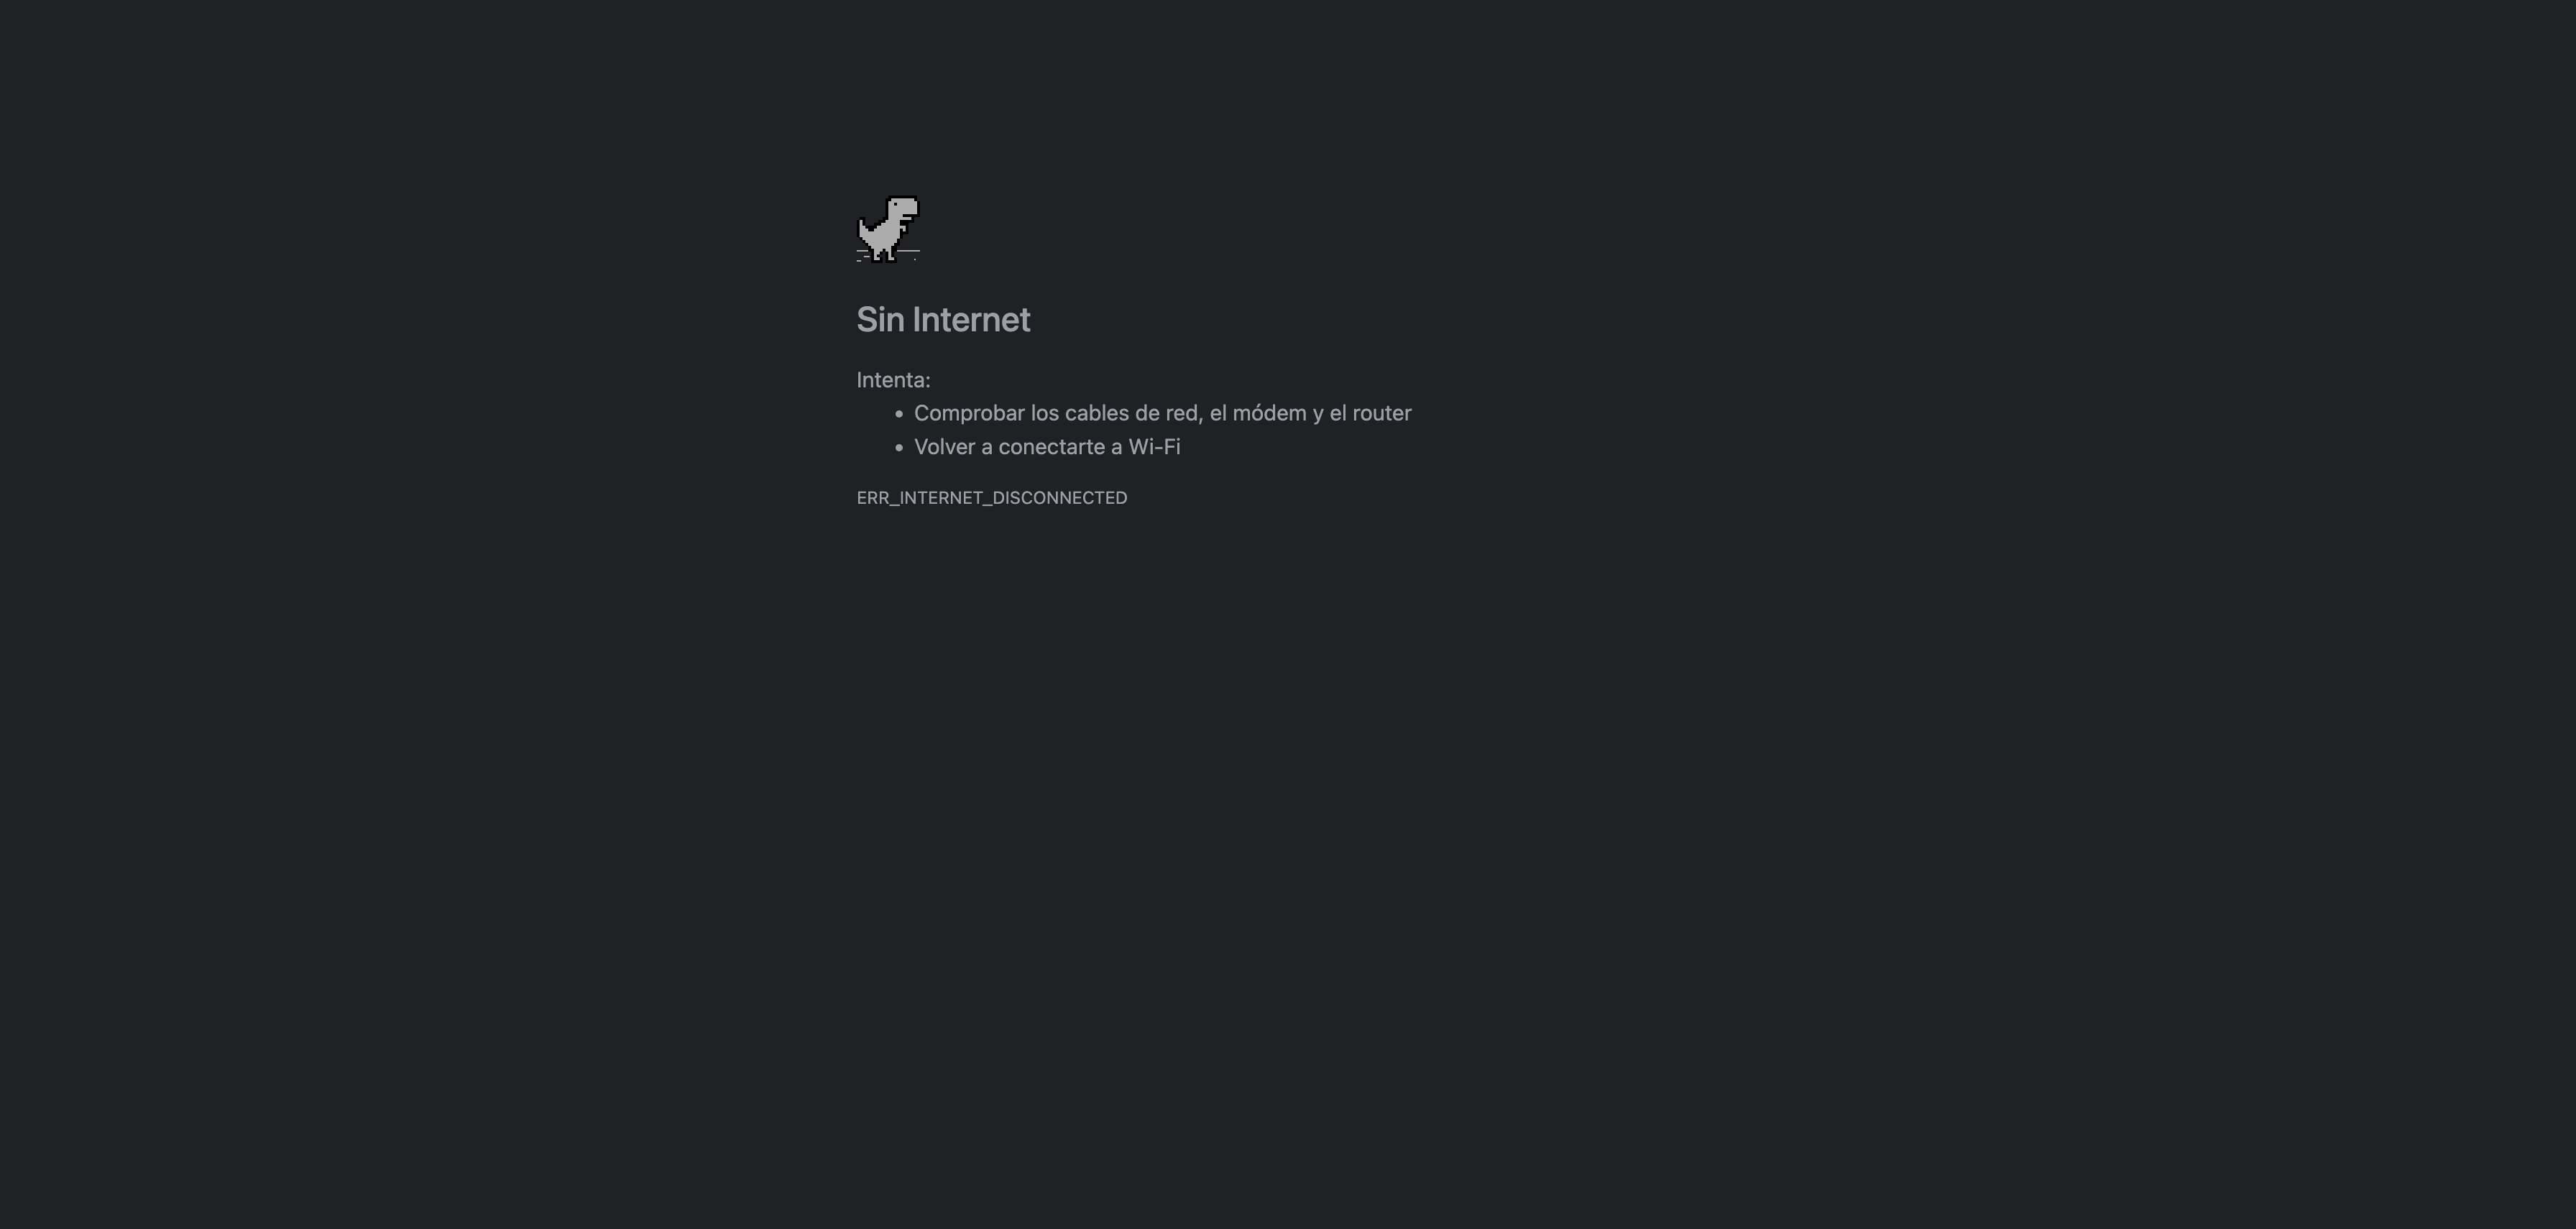 Sin Internet
Intenta:
• Comprobar los cables de red, el módem y el router
• Volver a conectarte a Wi-Fi
ERR_INTERNET_DISCONNECTED